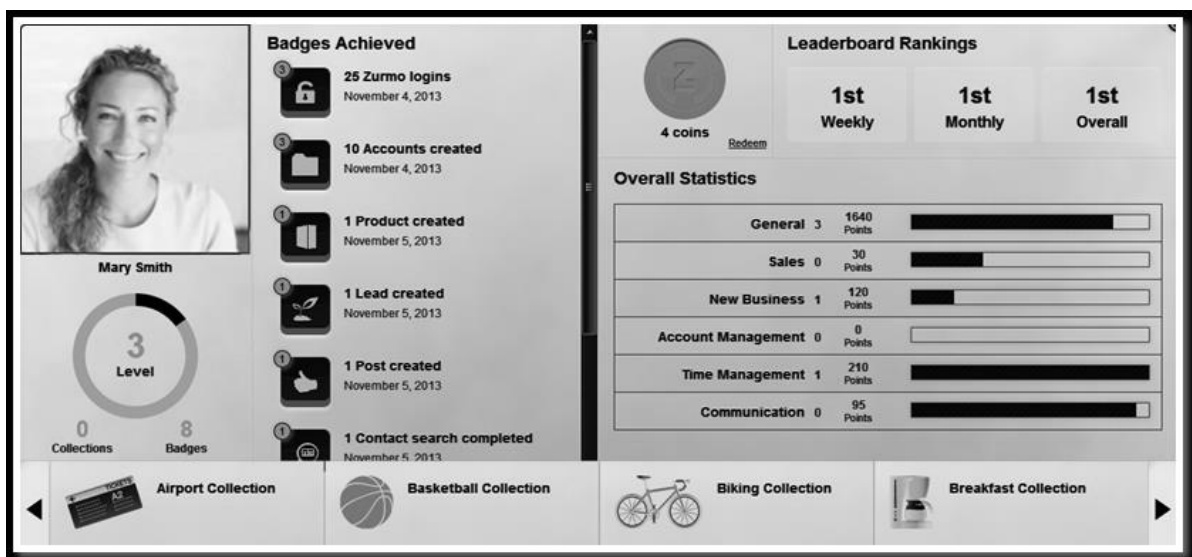 Mary Smith
3
Level
0
Collections
8
Badges
Badges Achieved
3
25 Zurmo logins
November 4, 2013
3
10 Accounts created
November 4, 2013
1
1 Product created
November 5, 2013
1
1 Lead created
November 5, 2013
1
1 Post created
November 5, 2013
1
1 Contact search completed
November 5, 2013
Z
4 coins
Redeem
Leaderboard Rankings
1st
Weekly
1st
Monthly
1st
Overall
Overall Statistics
General 3 1640 Points
Sales 0 30 Points
New Business 1 120 Points
Account Management 0 0 Points
Time Management 1 210 Points
Communication 0 95 Points
TICKETS
A2
Airport Collection
Basketball Collection
Biking Collection
Breakfast Collection